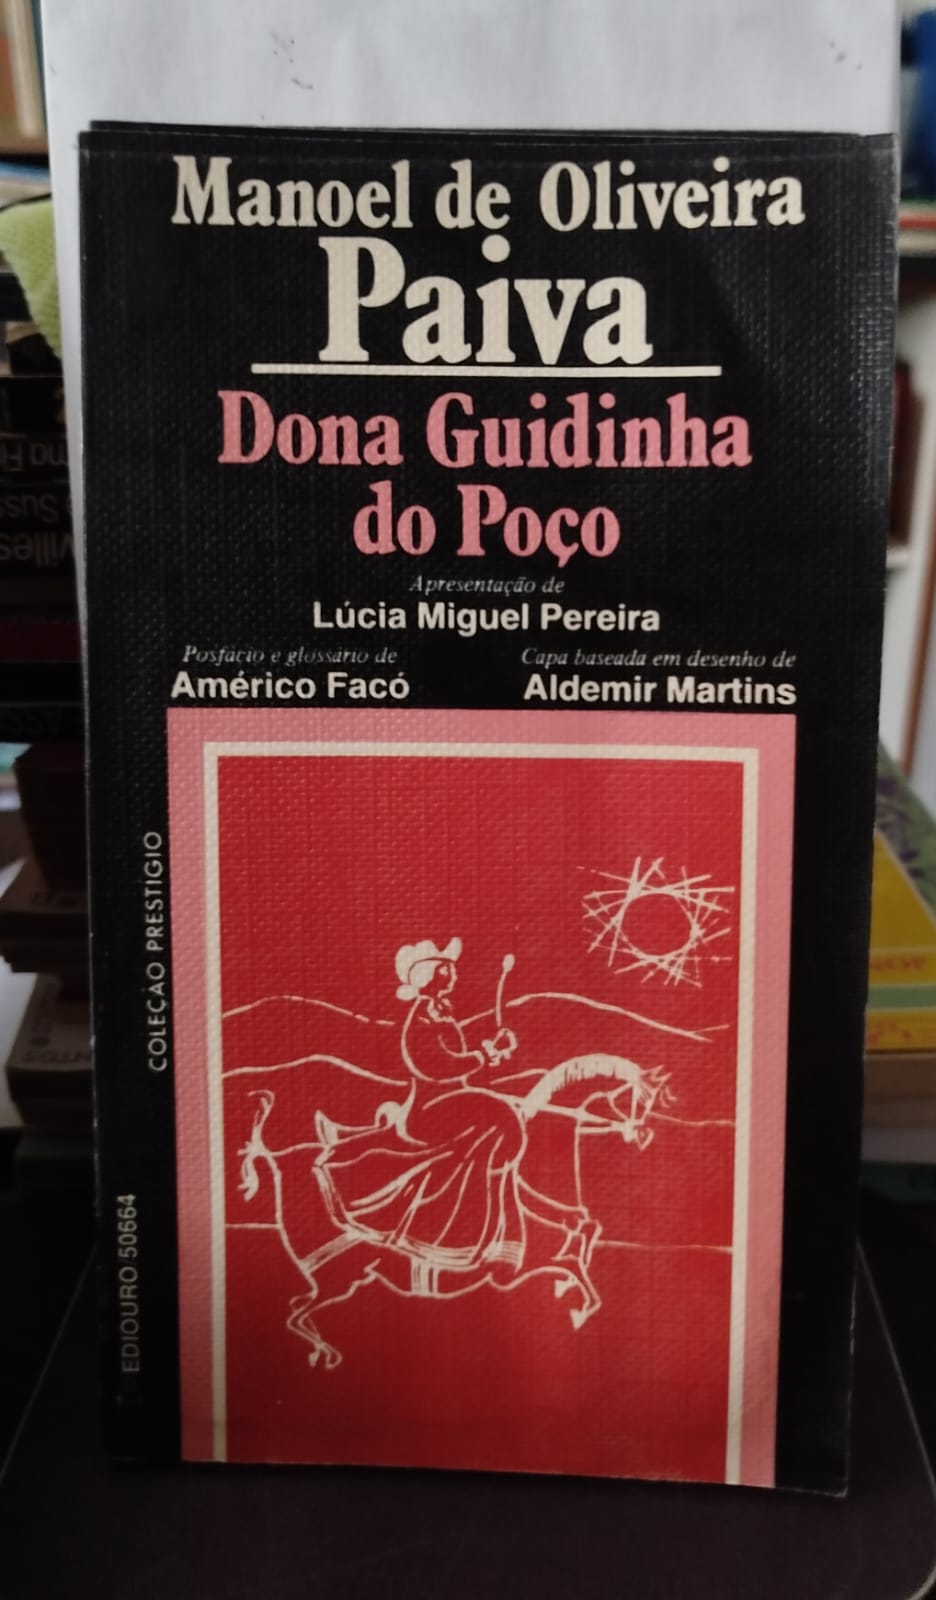 Manoel de Oliveira
Paiva
Dona Guidinha
do Poço
Apresentação de
Lúcia Miguel Pereira
Posfácio e glossário de
Américo Facó
Capa baseada em desenho de
Aldemir Martins
COLEÇÃO PRESTÍGIO
EDIOURO/50664